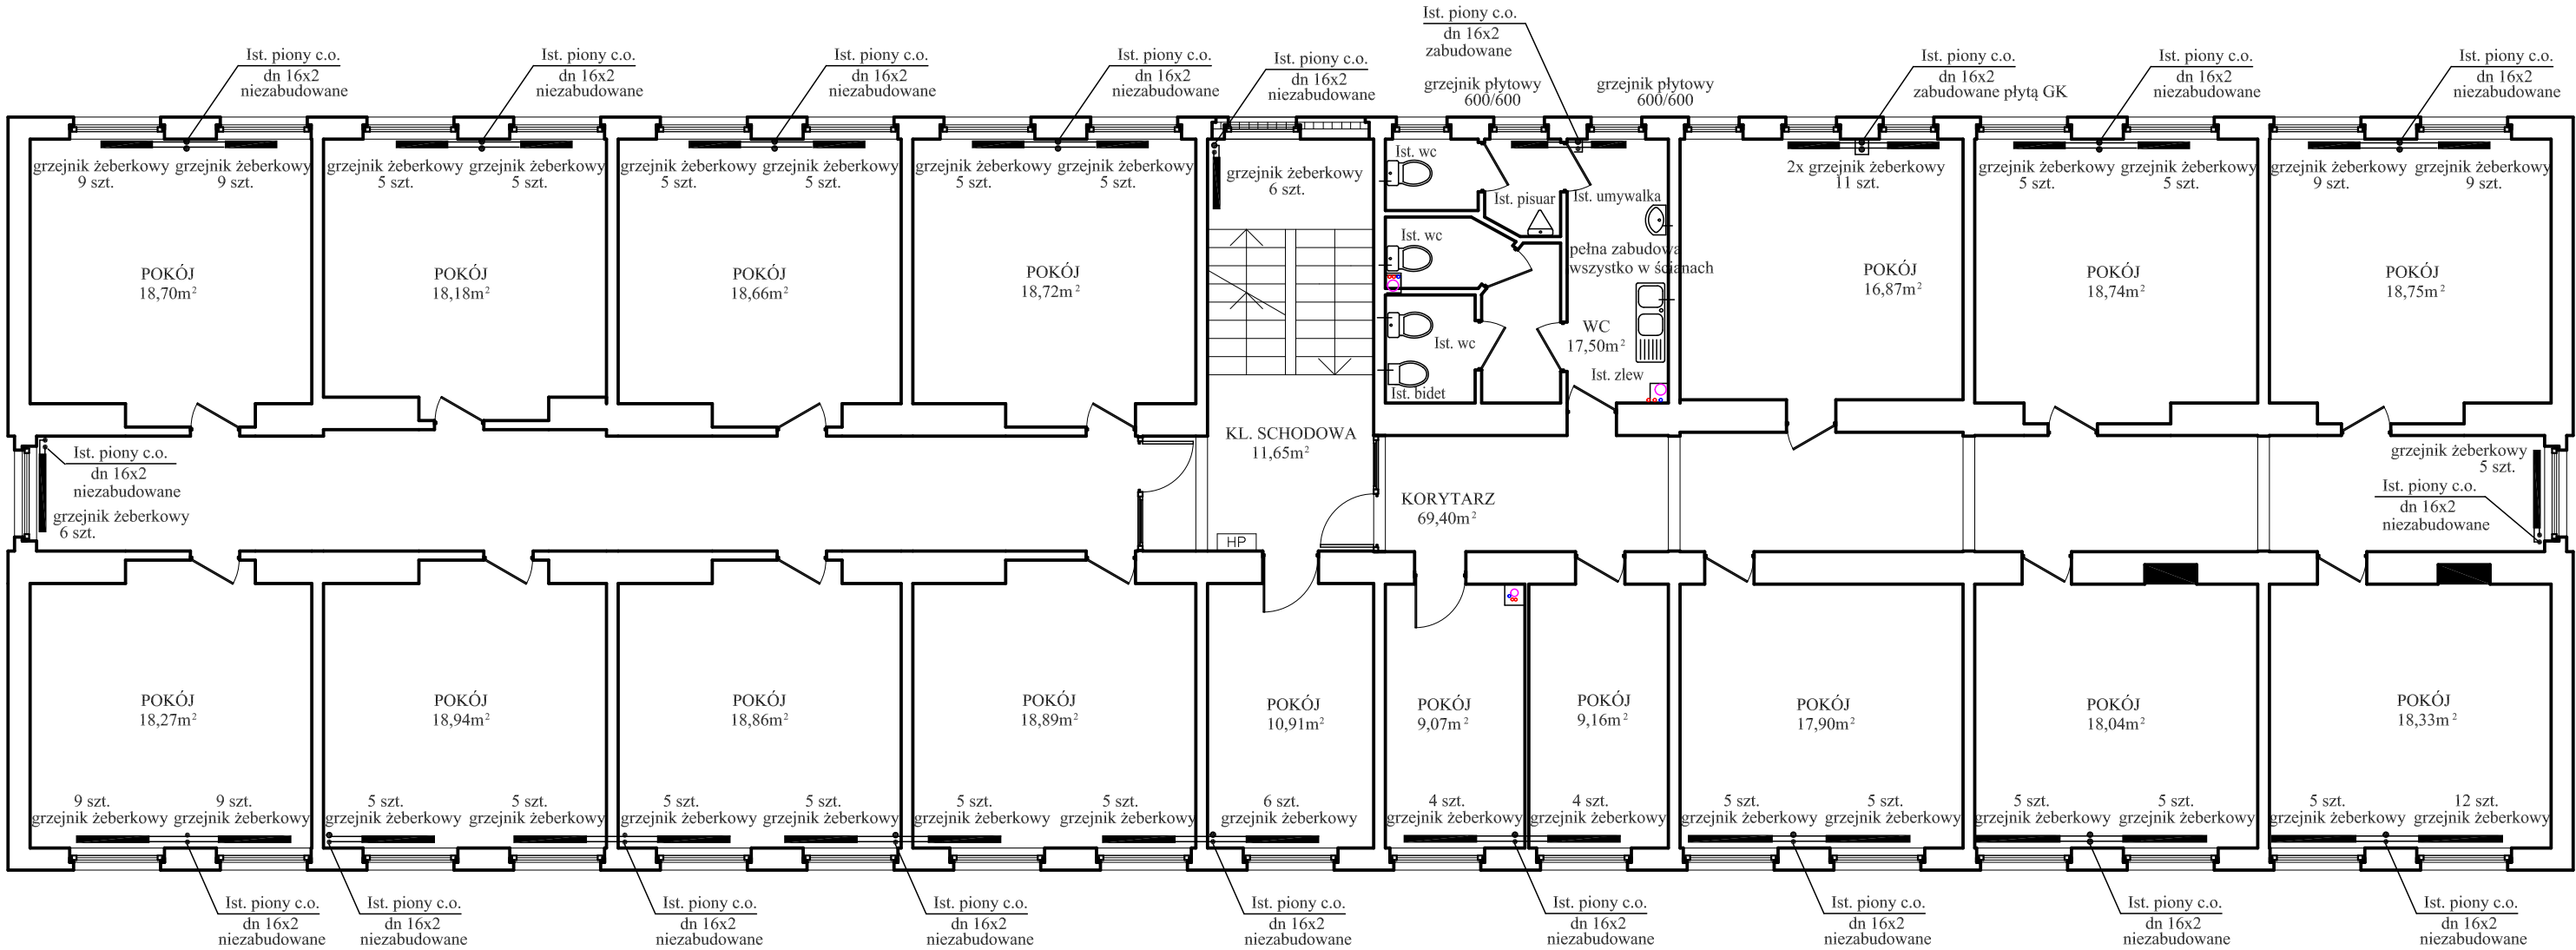 Ist. piony c.o.
dn 16x2
niezabudowane
Ist. piony c.o.
dn 16x2
niezabudowane
Ist. piony c.o.
dn 16x2
niezabudowane
Ist. piony c.o.
dn 16x2
niezabudowane
Ist. piony c.o.
dn 16x2
niezabudowane
Ist. piony c.o.
dn 16x2
zabudowane
grzejnik płytowy
600/600
grzejnik płytowy
600/600
Ist. piony c.o.
dn 16x2
zabudowane płytą GK
Ist. piony c.o.
dn 16x2
niezabudowane
Ist. piony c.o.
dn 16x2
niezabudowane
grzejnik żeberkowy
9 szt.
grzejnik żeberkowy
9 szt.
POKÓJ
18,70m²
grzejnik żeberkowy
5 szt.
grzejnik żeberkowy
5 szt.
POKÓJ
18,18m²
grzejnik żeberkowy
5 szt.
grzejnik żeberkowy
5 szt.
POKÓJ
18,66m²
grzejnik żeberkowy
5 szt.
grzejnik żeberkowy
5 szt.
POKÓJ
18,72m²
grzejnik żeberkowy
6 szt.
Ist. wc
Ist. pisuar
Ist. umywalka
Ist. wc
pełna zabudowa
wszystko w ścianach
Ist. wc
WC
17,50m²
Ist. zlew
Ist. bidet
2x grzejnik żeberkowy
11 szt.
POKÓJ
16,87m²
grzejnik żeberkowy
5 szt.
grzejnik żeberkowy
5 szt.
POKÓJ
18,74m²
grzejnik żeberkowy
9 szt.
grzejnik żeberkowy
9 szt.
POKÓJ
18,75m²
Ist. piony c.o.
dn 16x2
niezabudowane
grzejnik żeberkowy
6 szt.
KL. SCHODOWA
11,65m²
HP
KORYTARZ
69,40m²
grzejnik żeberkowy
5 szt.
Ist. piony c.o.
dn 16x2
niezabudowane
POKÓJ
18,27m²
9 szt.
grzejnik żeberkowy
9 szt.
grzejnik żeberkowy
POKÓJ
18,94m²
5 szt.
grzejnik żeberkowy
5 szt.
grzejnik żeberkowy
POKÓJ
18,86m²
5 szt.
grzejnik żeberkowy
5 szt.
grzejnik żeberkowy
POKÓJ
18,89m²
5 szt.
grzejnik żeberkowy
5 szt.
grzejnik żeberkowy
POKÓJ
10,91m²
6 szt.
grzejnik żeberkowy
POKÓJ
9,07m²
4 szt.
grzejnik żeberkowy
POKÓJ
9,16m²
4 szt.
grzejnik żeberkowy
POKÓJ
17,90m²
5 szt.
grzejnik żeberkowy
5 szt.
grzejnik żeberkowy
POKÓJ
18,04m²
5 szt.
grzejnik żeberkowy
5 szt.
grzejnik żeberkowy
POKÓJ
18,33m²
5 szt.
grzejnik żeberkowy
12 szt.
grzejnik żeberkowy
Ist. piony c.o.
dn 16x2
niezabudowane
Ist. piony c.o.
dn 16x2
niezabudowane
Ist. piony c.o.
dn 16x2
niezabudowane
Ist. piony c.o.
dn 16x2
niezabudowane
Ist. piony c.o.
dn 16x2
niezabudowane
Ist. piony c.o.
dn 16x2
niezabudowane
Ist. piony c.o.
dn 16x2
niezabudowane
Ist. piony c.o.
dn 16x2
niezabudowane
Ist. piony c.o.
dn 16x2
niezabudowane